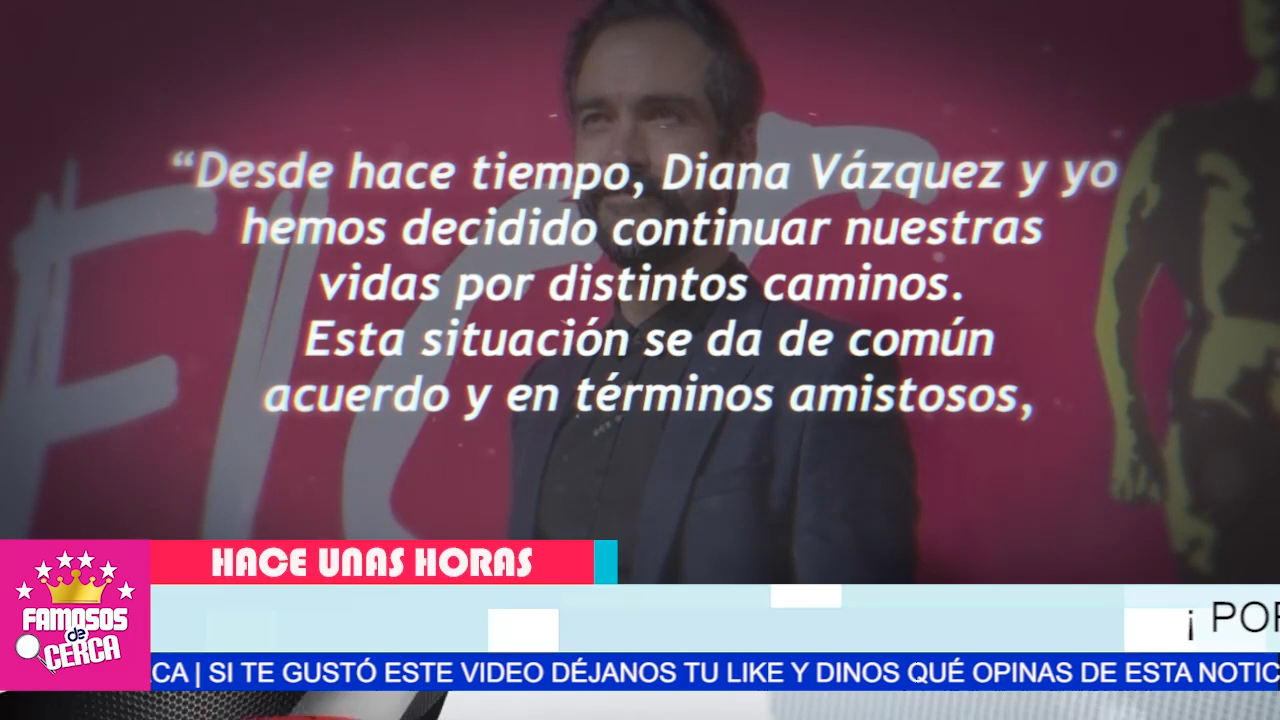 “Desde hace tiempo, Diana Vázquez y yo
hemos decidido continuar nuestras
vidas por distintos caminos.
Esta situación se da de común
acuerdo y en términos amistosos,
HACE UNAS HORAS
FAMOSOS
de
CERCA
¡ POR
CA | SI TE GUSTÓ ESTE VIDEO DÉJANOS TU LIKE Y DINOS QUÉ OPINAS DE ESTA NOTIC